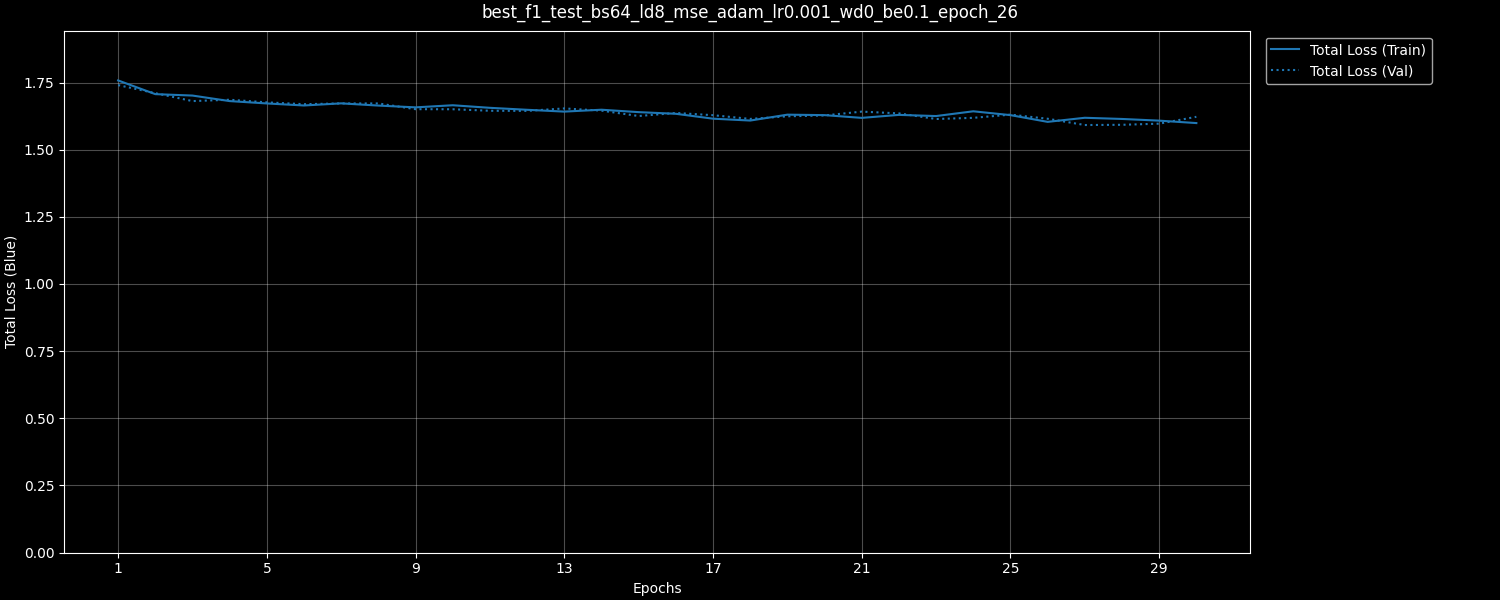 best_f1_test_bs64_ld8_mse_adam_lr0.001_wd0_be0.1_epoch_26
Total Loss (Train)
Total Loss (Val)
Total Loss (Blue)
1.75
1.50
1.25
1.00
0.75
0.50
0.25
0.00
1 5 9 13 17 21 25 29
Epochs